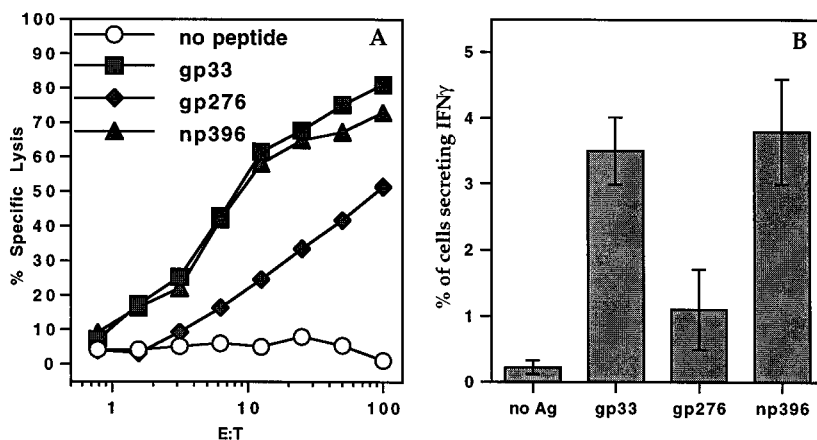 A
no peptide
gp33
gp276
np396
% Specific Lysis
100
90
80
70
60
50
40
30
20
10
0
1
10
100
E:T
B
% of cells secreting IFNγ
5
4
3
2
1
0
no Ag
gp33
gp276
np396